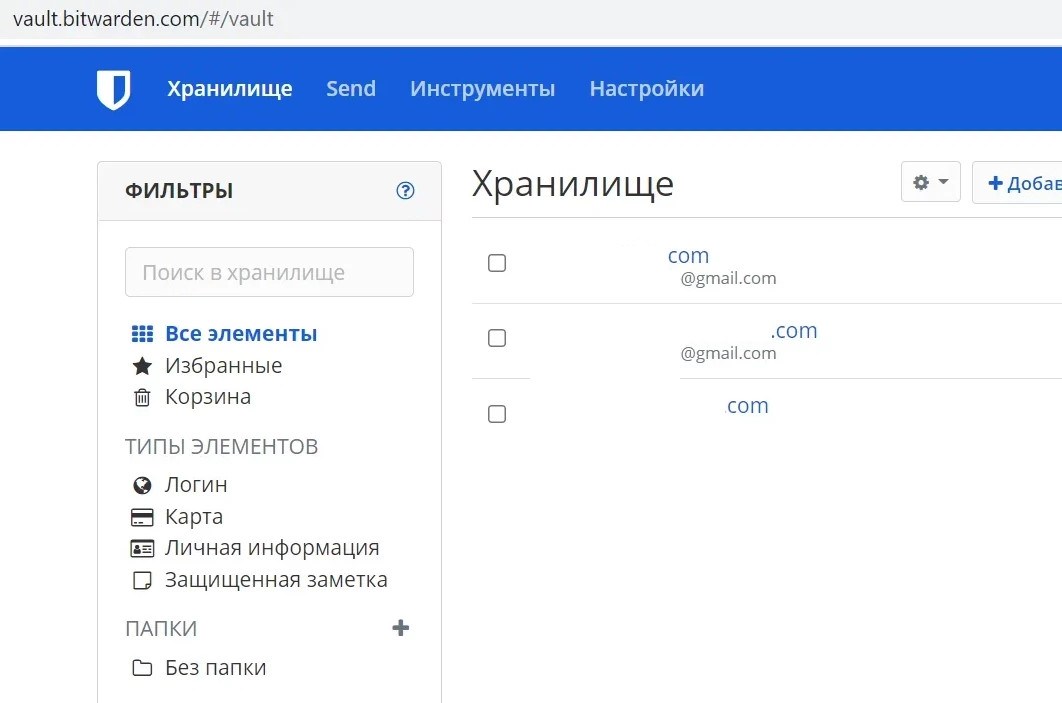 vault.bitwarden.com/#/vault
Хранилище Send Инструменты Настройки
ФИЛЬТРЫ
Поиск в хранилище
Все элементы
Избранные
Корзина
ТИПЫ ЭЛЕМЕНТОВ
Логин
Карта
Личная информация
Защищенная заметка
ПАПКИ
Без папки
Хранилище
Добав
com
@gmail.com
.com
@gmail.com
.com